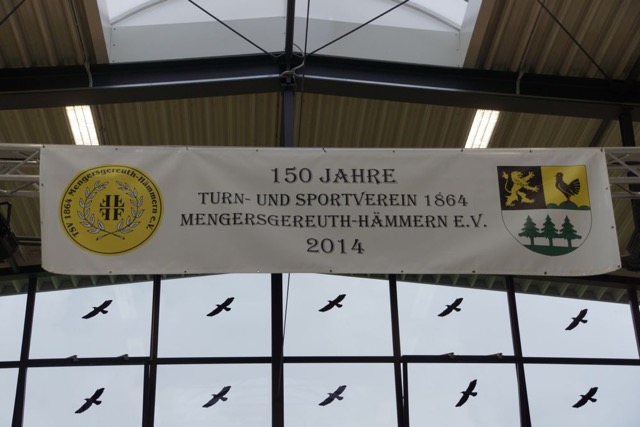 TSV 1864 Mengersgereuth-Hämmern e.V.
150 JAHRE
TURN- UND SPORTVEREIN 1864
MENGERSGEREUTH-HÄMMERN E.V.
2014